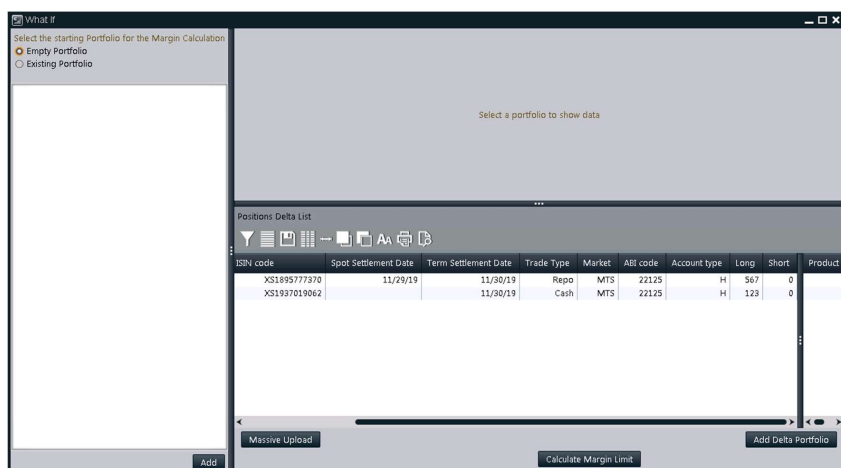 What If
Select the starting Portfolio for the Margin Calculation
Empty Portfolio
Existing Portfolio
Select a portfolio to show data
Positions Delta List
ISIN code Spot Settlement Date Term Settlement Date Trade Type Market ABI code Account type Long Short Product
XS1895777370 11/29/19 11/30/19 Repo MTS 22125 H 567 0
XS1937019062 11/30/19 Cash MTS 22125 H 123 0
Massive Upload Add Delta Portfolio
Add Calculate Margin Limit